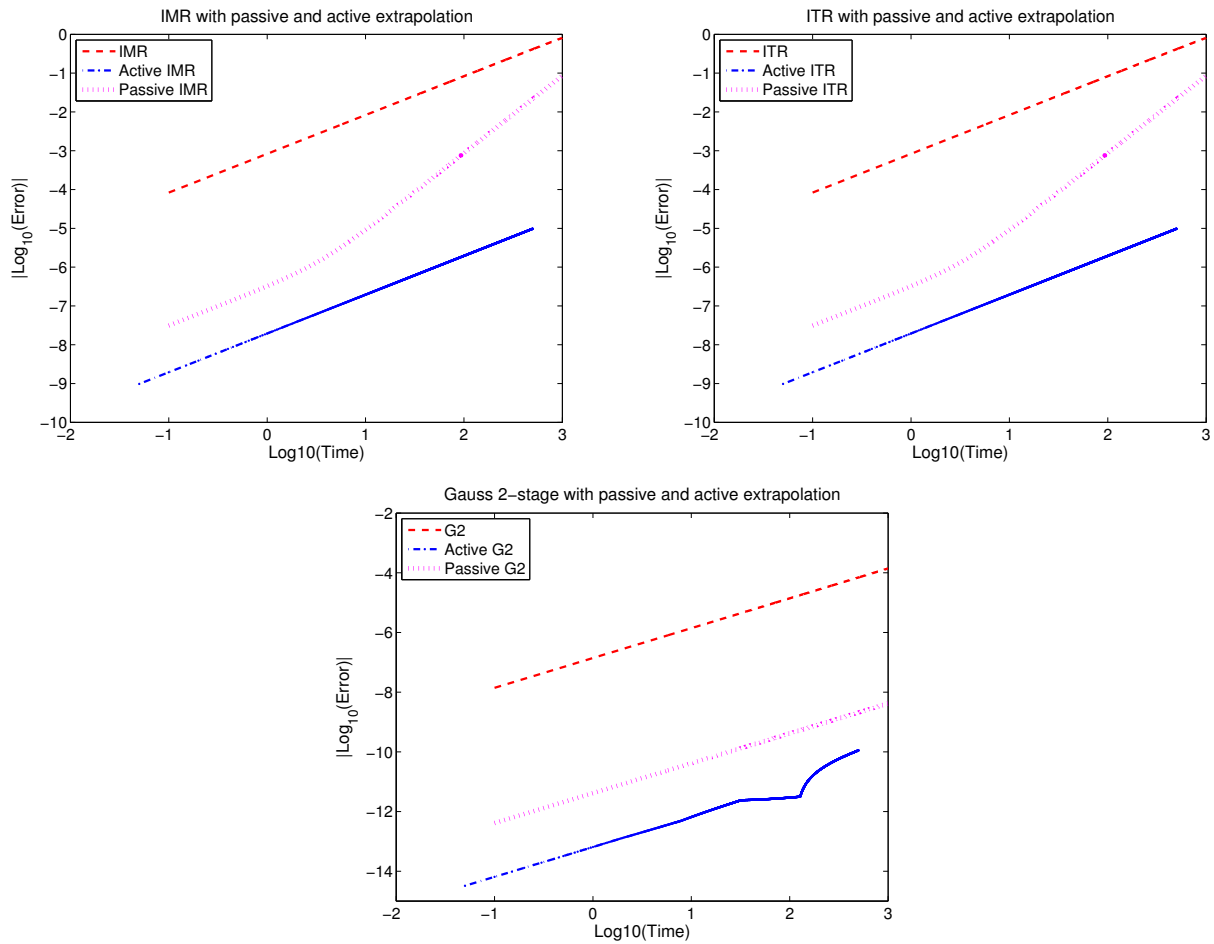 IMR with passive and active extrapolation
IMR
Active IMR
Passive IMR
|Log10(Error)|
0
−1
−2
−3
−4
−5
−6
−7
−8
−9
−10
−2 −1 0 1 2 3
Log10(Time)
ITR with passive and active extrapolation
ITR
Active ITR
Passive ITR
|Log10(Error)|
0
−1
−2
−3
−4
−5
−6
−7
−8
−9
−10
−2 −1 0 1 2 3
Log10(Time)
Gauss 2−stage with passive and active extrapolation
G2
Active G2
Passive G2
|Log10(Error)|
−2
−4
−6
−8
−10
−12
−14
−2 −1 0 1 2 3
Log10(Time)